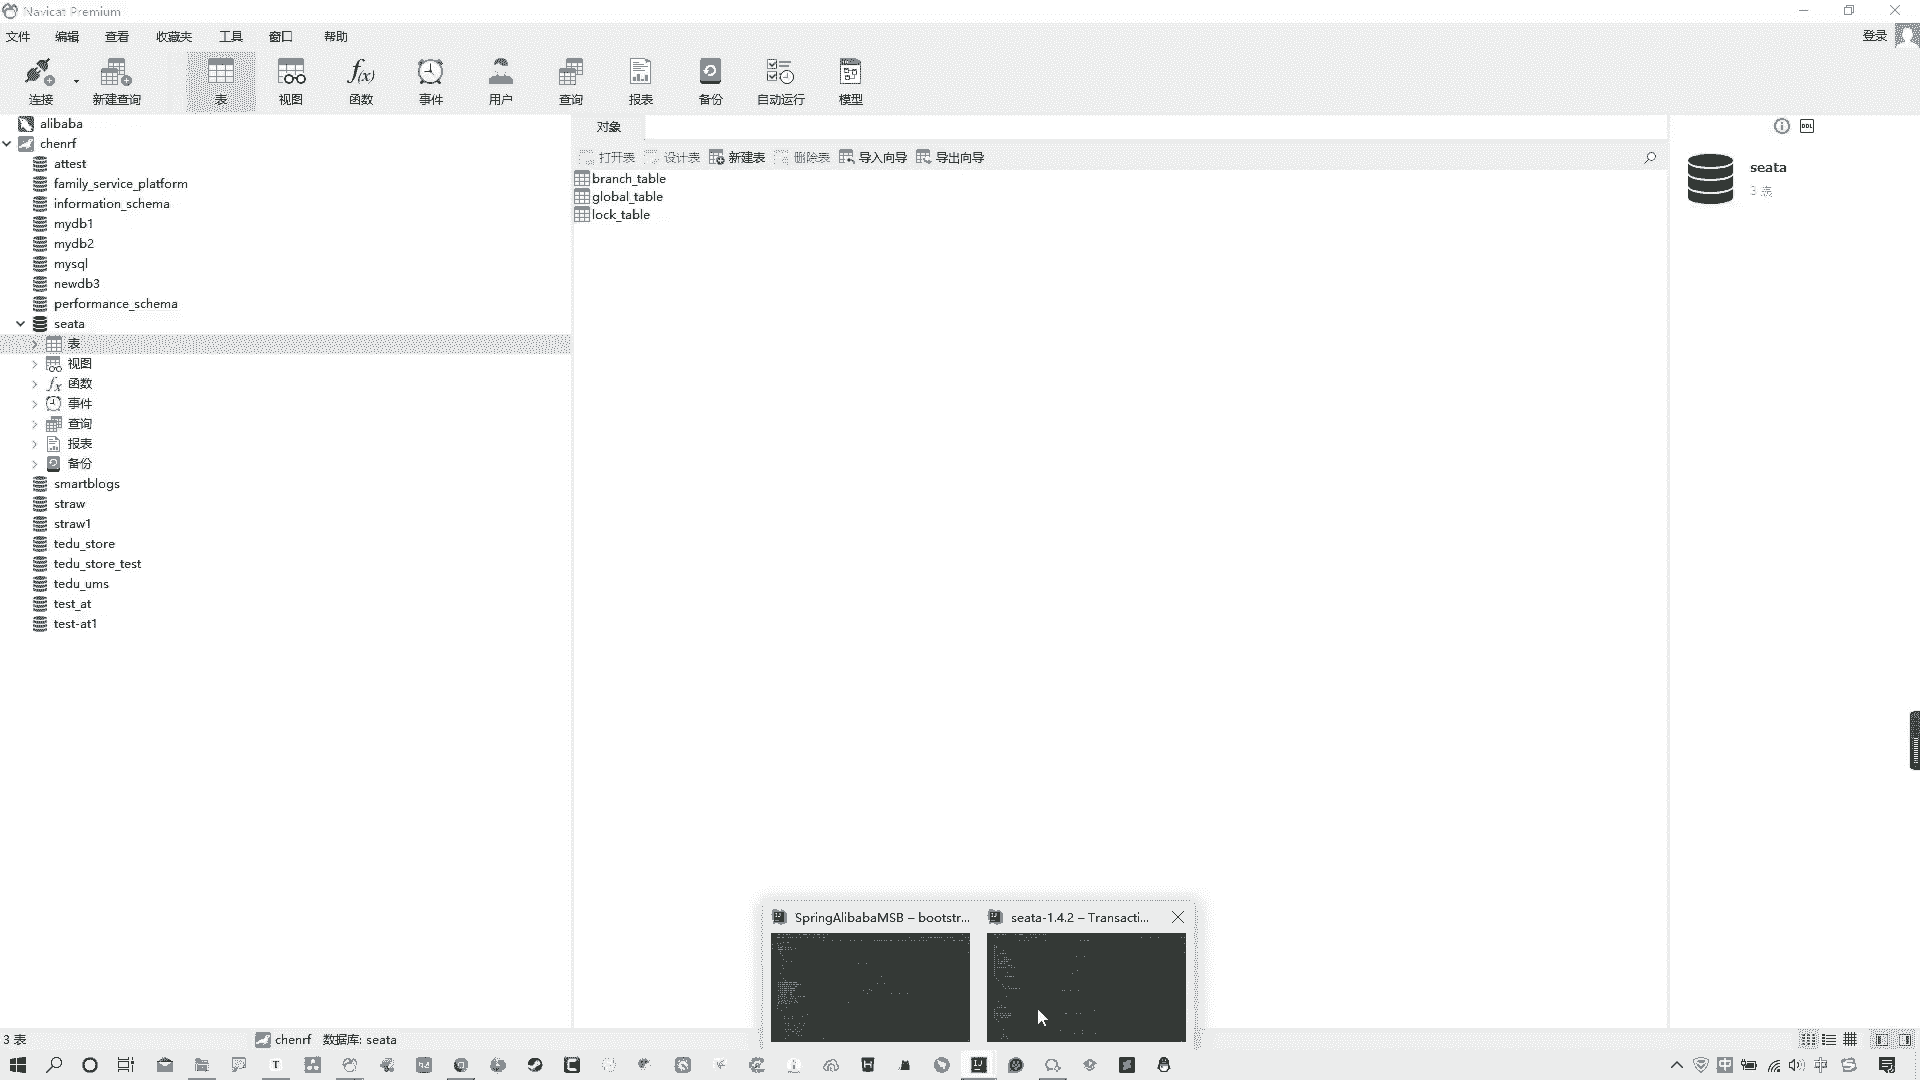 Navicat Premium
文件 编辑 查看 收藏夹 工具 窗口 帮助 登录
连接 新建查询 表 视图 函数 事件 用户 查询 报表 备份 自动运行 模型
alibaba
chenrf
attest
family_service_platform
information_schema
mydb1
mydb2
mysql
newdb3
performance_schema
seata
表
视图
函数
事件
查询
报表
备份
smartblogs
straw
straw1
tedu_store
tedu_store_test
tedu_ums
test_at
test-at1
对象
打开表 设计表 新建表 删除表 导入向导 导出向导
branch_table
global_table
lock_table
seata
3 表
SpringAlibabaMSB – bootstr...
seata-1.4.2 – Transacti...
3 表 chenrf 数据库: seata
中